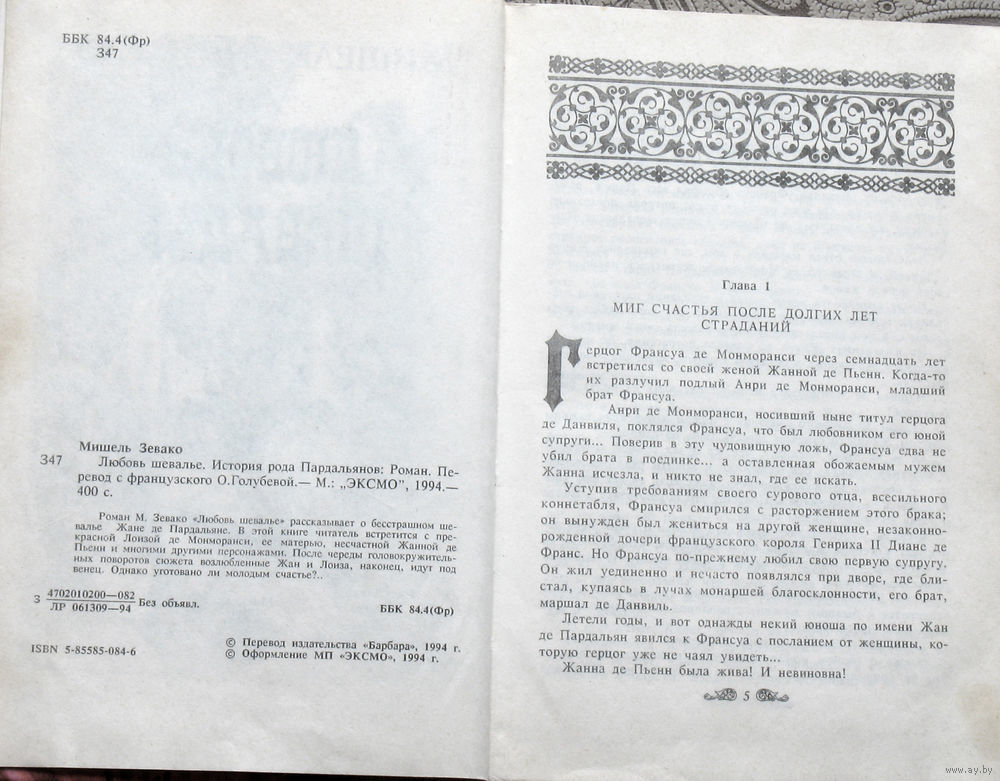 ББК 84.4(Фр)
З47
Мишель Зевако
З47 Любовь шевалье. История рода Пардальянов: Роман. Пе-
ревод с французского О.Голубевой.— М.: „ЭКСМО", 1994.—
400 с.
Роман М. Зевако «Любовь шевалье» рассказывает о бесстрашном ше-
валье Жане де Пардальяне. В этой книге читатель встретится с пре-
красной Лоизой де Монморанси, ее матерью, несчастной Жанной де
Пьенн и многими другими персонажами. После череды головокружитель-
ных поворотов сюжета возлюбленные Жан и Лоиза, наконец, идут под
венец. Однако уготовано ли молодым счастье?..
З 4702010200—082 Без объявл.
ЛР 061309—94
ББК 84.4(Фр)
© Перевод издательства «Барбара», 1994 г.
ISBN 5-85585-084-6 © Оформление МП «ЭКСМО», 1994 г.
Глава 1
МИГ СЧАСТЬЯ ПОСЛЕ ДОЛГИХ ЛЕТ
СТРАДАНИЙ
Герцог Франсуа де Монморанси через семнадцать лет
встретился со своей женой Жанной де Пьенн. Когда-то
их разлучил подлый Анри де Монморанси, младший
брат Франсуа.
Анри де Монморанси, носивший ныне титул герцога
де Данвиля, поклялся Франсуа, что был любовником его юной
супруги... Поверив в эту чудовищную ложь, Франсуа едва не
убил брата в поединке... а оставленная обожаемым мужем
Жанна исчезла, и никто не знал, где ее искать.
Уступив требованиям своего сурового отца, всесильного
коннетабля, Франсуа смирился с расторжением этого брака;
он вынужден был жениться на другой женщине, незаконно-
рожденной дочери французского короля Генриха II Диане де
Франс. Но Франсуа по-прежнему любил свою первую супругу.
Он жил уединенно и нечасто появлялся при дворе, где бли-
стал, купаясь в лучах монаршей благосклонности, его брат,
маршал де Данвиль.
Летели годы, и вот однажды некий юноша по имени Жан
де Пардальян явился к Франсуа с посланием от женщины, ко-
торую герцог уже не чаял увидеть...
Жанна де Пьенн была жива! И невиновна!
5
www.ay.by